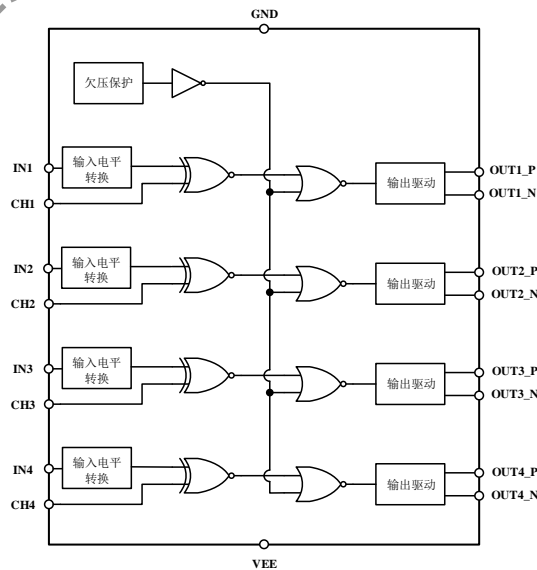 GND
欠压保护
IN1
输入电平
转换
CH1
输出驱动
OUT1_P
OUT1_N
IN2
输入电平
转换
CH2
输出驱动
OUT2_P
OUT2_N
IN3
输入电平
转换
CH3
输出驱动
OUT3_P
OUT3_N
IN4
输入电平
转换
CH4
输出驱动
OUT4_P
OUT4_N
VEE